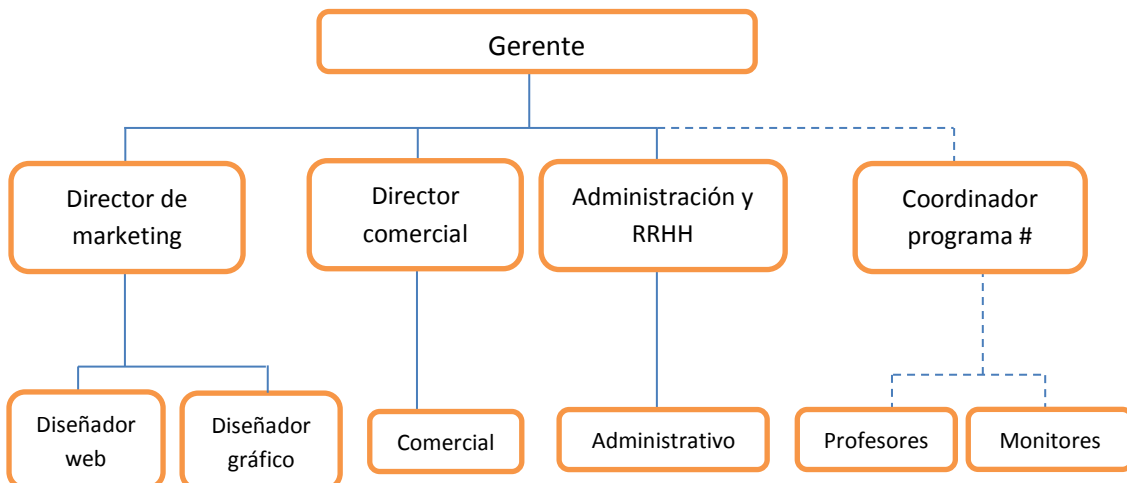 Gerente
Director de
marketing
Director
comercial
Administración y
RRHH
Coordinador
programa #
Diseñador
web
Diseñador
gráfico
Comercial
Administrativo
Profesores
Monitores